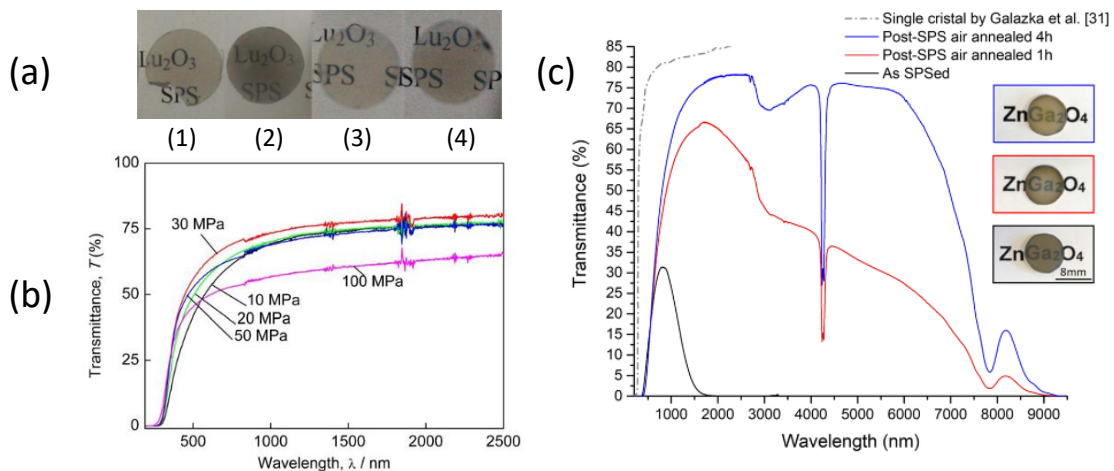 (a)
Lu₂O₃
SPS
Lu₂O₃
SPS
Lu₂O₃
SPS
Lu₂O₃
SPS
(1) (2) (3) (4)
(b)
Transmittance, T (%)
100
75
50
25
0
30 MPa
100 MPa
10 MPa
20 MPa
50 MPa
500 1000 1500 2000 2500
Wavelength, λ / nm
(c)
Transmittance (%)
85
80
75
70
65
60
55
50
45
40
35
30
25
20
15
10
5
0
Single cristal by Galazka et al. [31]
Post-SPS air annealed 4h
Post-SPS air annealed 1h
As SPSed
ZnGa₂O₄
ZnGa₂O₄
ZnGa₂O₄
8mm
1000 2000 3000 4000 5000 6000 7000 8000 9000
Wavelength (nm)